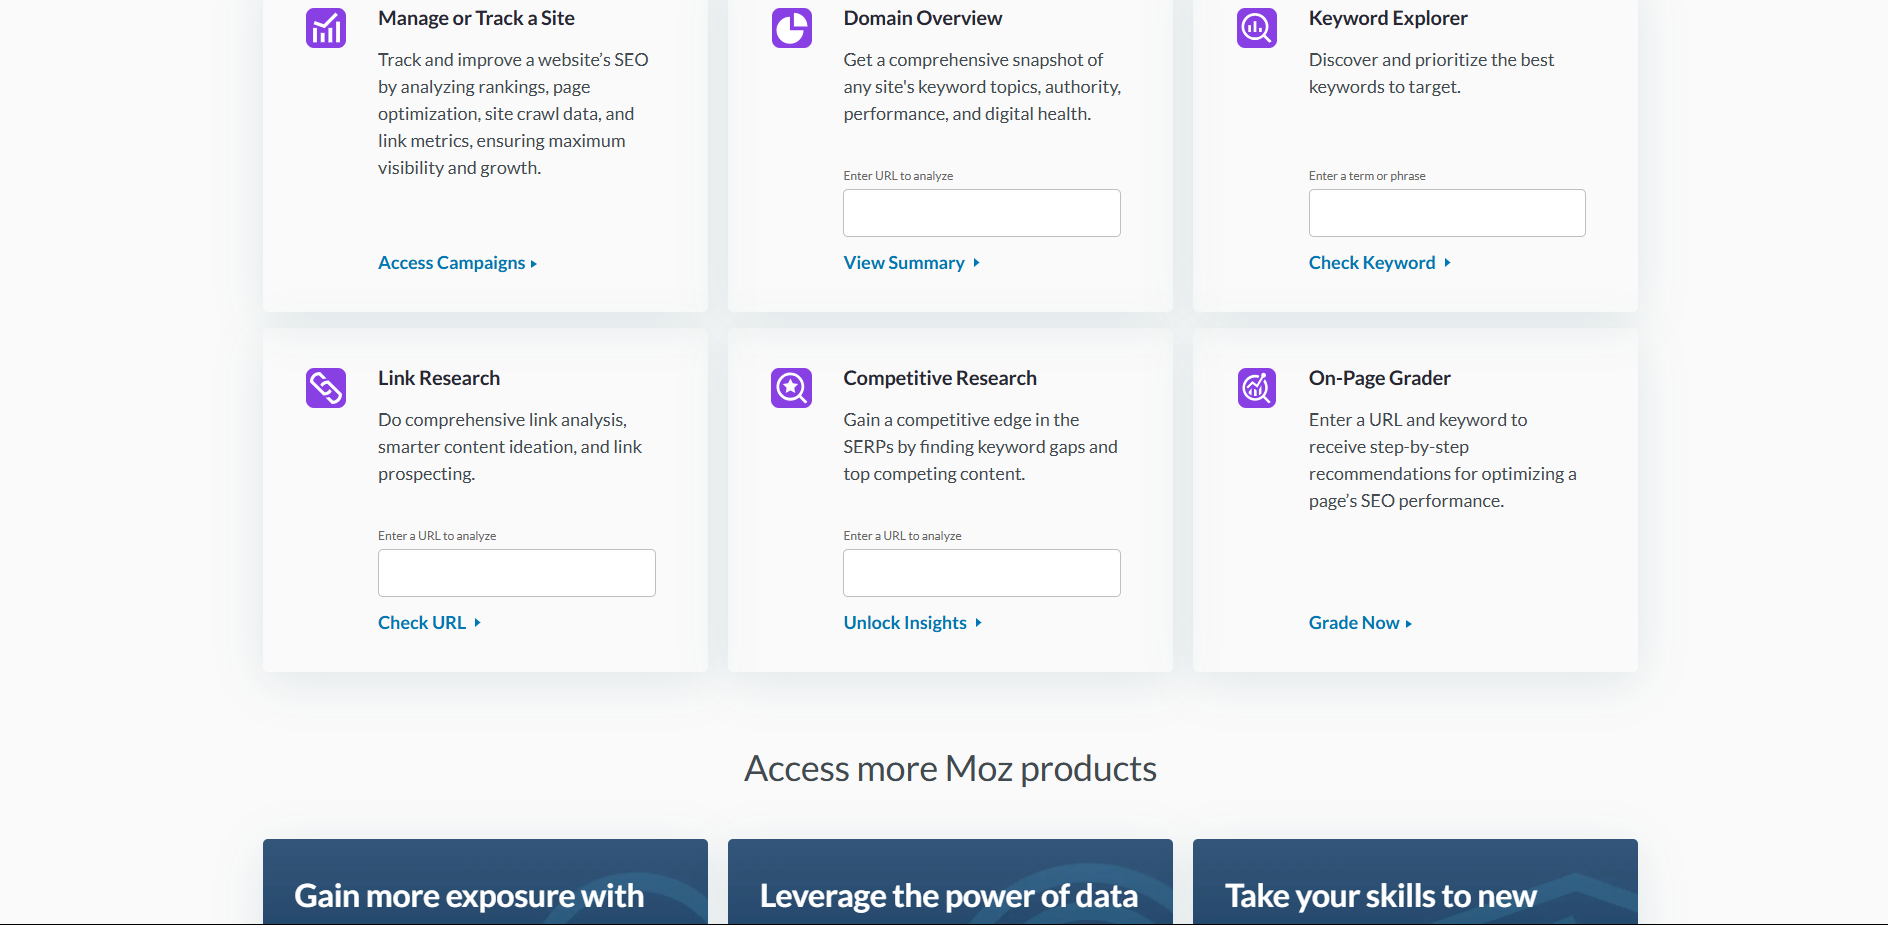 Manage or Track a Site
Track and improve a website’s SEO
by analyzing rankings, page
optimization, site crawl data, and
link metrics, ensuring maximum
visibility and growth.
Access Campaigns
Domain Overview
Get a comprehensive snapshot of
any site's keyword topics, authority,
performance, and digital health.
Enter URL to analyze
View Summary
Keyword Explorer
Discover and prioritize the best
keywords to target.
Enter a term or phrase
Check Keyword
Link Research
Do comprehensive link analysis,
smarter content ideation, and link
prospecting.
Enter a URL to analyze
Check URL
Competitive Research
Gain a competitive edge in the
SERPs by finding keyword gaps and
top competing content.
Enter a URL to analyze
Unlock Insights
On-Page Grader
Enter a URL and keyword to
receive step-by-step
recommendations for optimizing a
page’s SEO performance.
Grade Now
Access more Moz products
Gain more exposure with
Leverage the power of data
Take your skills to new